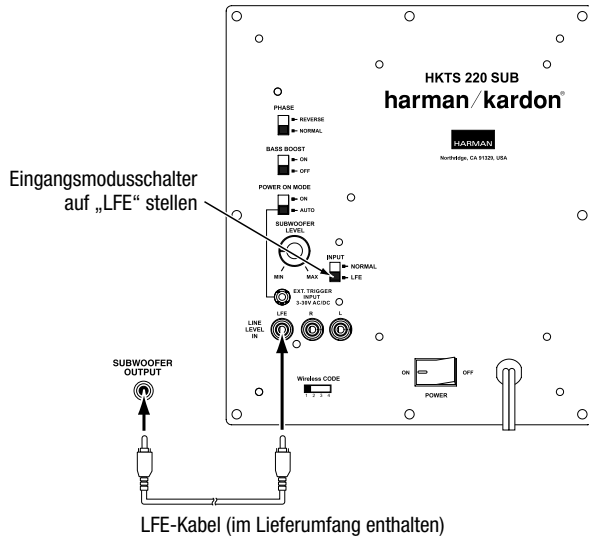 HKTS 220 SUB
harman/kardon®
HARMAN
Northridge, CA 91329, USA
PHASE
REVERSE
NORMAL
BASS BOOST
ON
OFF
POWER ON MODE
ON
AUTO
Eingangsmodusschalter
auf „LFE“ stellen
SUBWOOFER
LEVEL
MIN
MAX
INPUT
NORMAL
LFE
EXT. TRIGGER
INPUT
3-30V AC/DC
LINE
LEVEL
IN
LFE
R
L
SUBWOOFER
OUTPUT
Wireless CODE
1 2 3 4
ON
OFF
POWER
LFE-Kabel (im Lieferumfang enthalten)